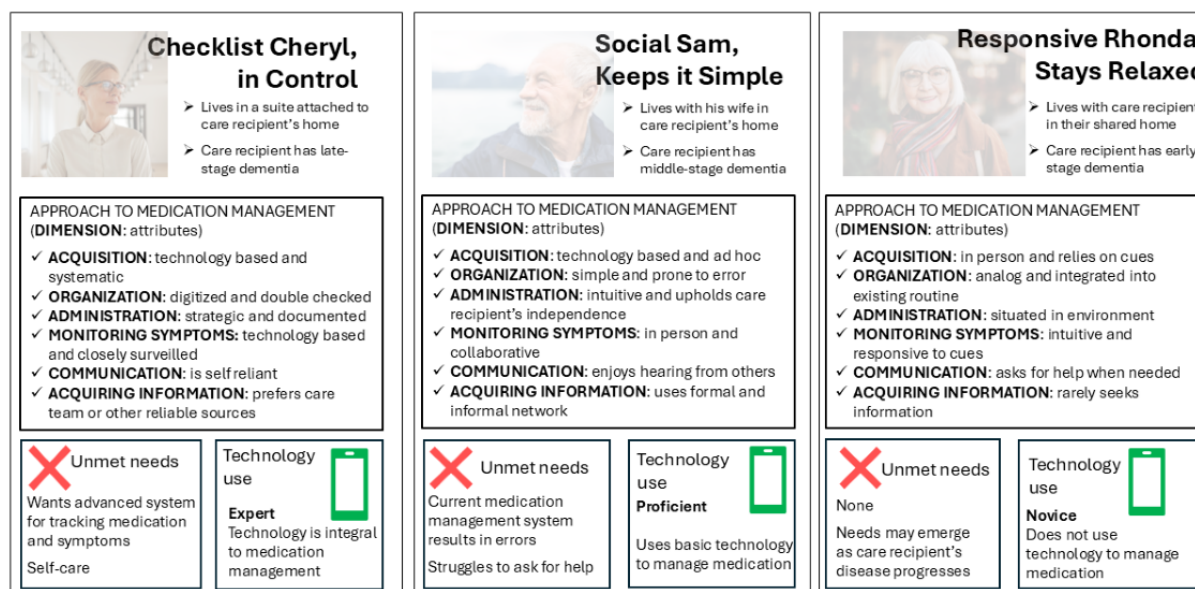 Checklist Cheryl,
in Control
➢ Lives in a suite attached to
care recipient's home
➢ Care recipient has late-
stage dementia
APPROACH TO MEDICATION MANAGEMENT
(DIMENSION: attributes)
✓ ACQUISITION: technology based and
systematic
✓ ORGANIZATION: digitized and double checked
✓ ADMINISTRATION: strategic and documented
✓ MONITORING SYMPTOMS: technology based
and closely surveilled
✓ COMMUNICATION: is self reliant
✓ ACQUIRING INFORMATION: prefers care
team or other reliable sources
Unmet needs
Wants advanced system
for tracking medication
and symptoms
Self-care
Technology
use
Expert
Technology is integral
to medication
management
Social Sam,
Keeps it Simple
➢ Lives with his wife in
care recipient's home
➢ Care recipient has
middle-stage dementia
APPROACH TO MEDICATION MANAGEMENT
(DIMENSION: attributes)
✓ ACQUISITION: technology based and ad hoc
✓ ORGANIZATION: simple and prone to error
✓ ADMINISTRATION: intuitive and upholds care
recipient's independence
✓ MONITORING SYMPTOMS: in person and
collaborative
✓ COMMUNICATION: enjoys hearing from others
✓ ACQUIRING INFORMATION: uses formal and
informal network
Unmet needs
Current medication
management system
results in errors
Struggles to ask for help
Technology
use
Proficient
Uses basic technology
to manage medication
Responsive Rhonda
Stays Relaxed
➢ Lives with care recipient
in their shared home
➢ Care recipient has early
stage dementia
APPROACH TO MEDICATION MANAGEMENT
(DIMENSION: attributes)
✓ ACQUISITION: in person and relies on cues
✓ ORGANIZATION: analog and integrated into
existing routine
✓ ADMINISTRATION: situated in environment
✓ MONITORING SYMPTOMS: intuitive and
responsive to cues
✓ COMMUNICATION: asks for help when needed
✓ ACQUIRING INFORMATION: rarely seeks
information
Unmet needs
None
Needs may emerge
as care recipient's
disease progresses
Technology
use
Novice
Does not use
technology to manage
medication